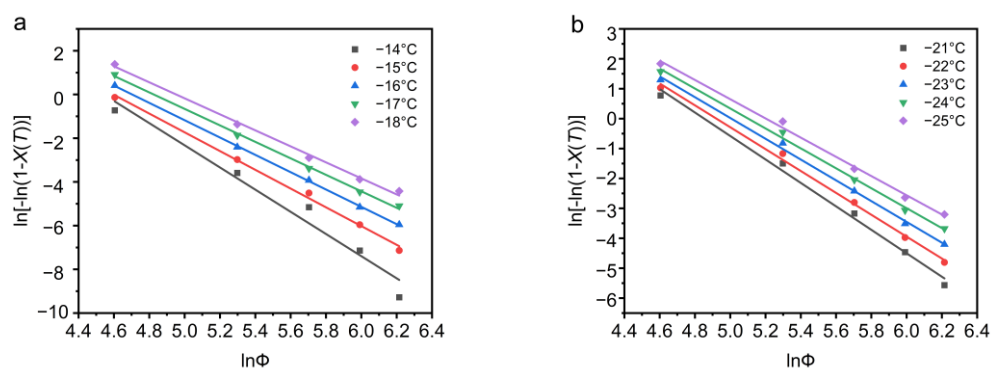 a
ln[-ln(1-X(T))]
2
0
−2
−4
−6
−8
−10
4.4 4.6 4.8 5.0 5.2 5.4 5.6 5.8 6.0 6.2 6.4
lnΦ
−14°C
−15°C
−16°C
−17°C
−18°C
b
ln[-ln(1-X(T))]
3
2
1
0
−1
−2
−3
−4
−5
−6
4.4 4.6 4.8 5.0 5.2 5.4 5.6 5.8 6.0 6.2 6.4
lnΦ
−21°C
−22°C
−23°C
−24°C
−25°C